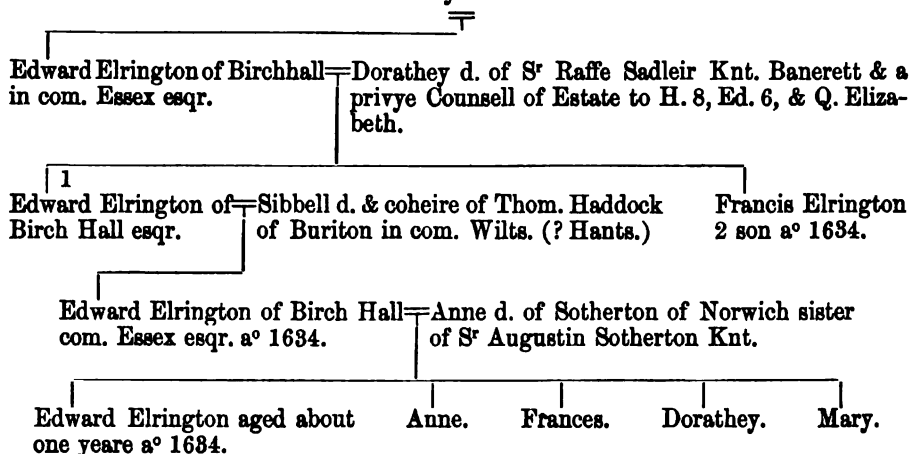 Edward Elrington of Birchhall=Dorathey d. of Sʳ Raffe Sadleir Knt. Banerett & a
in com. Essex esqr. privye Counsell of Estate to H. 8, Ed. 6, & Q. Eliza-
beth.
1
Edward Elrington of=Sibbell d. & coheire of Thom. Haddock Francis Elrington
Birch Hall esqr. of Buriton in com. Wilts. (? Hants.) 2 son aº 1634.
Edward Elrington of Birch Hall=Anne d. of Sotherton of Norwich sister
com. Essex esqr. aº 1634. of Sʳ Augustin Sotherton Knt.
Edward Elrington aged about Anne. Frances. Dorathey. Mary.
one yeare aº 1634.